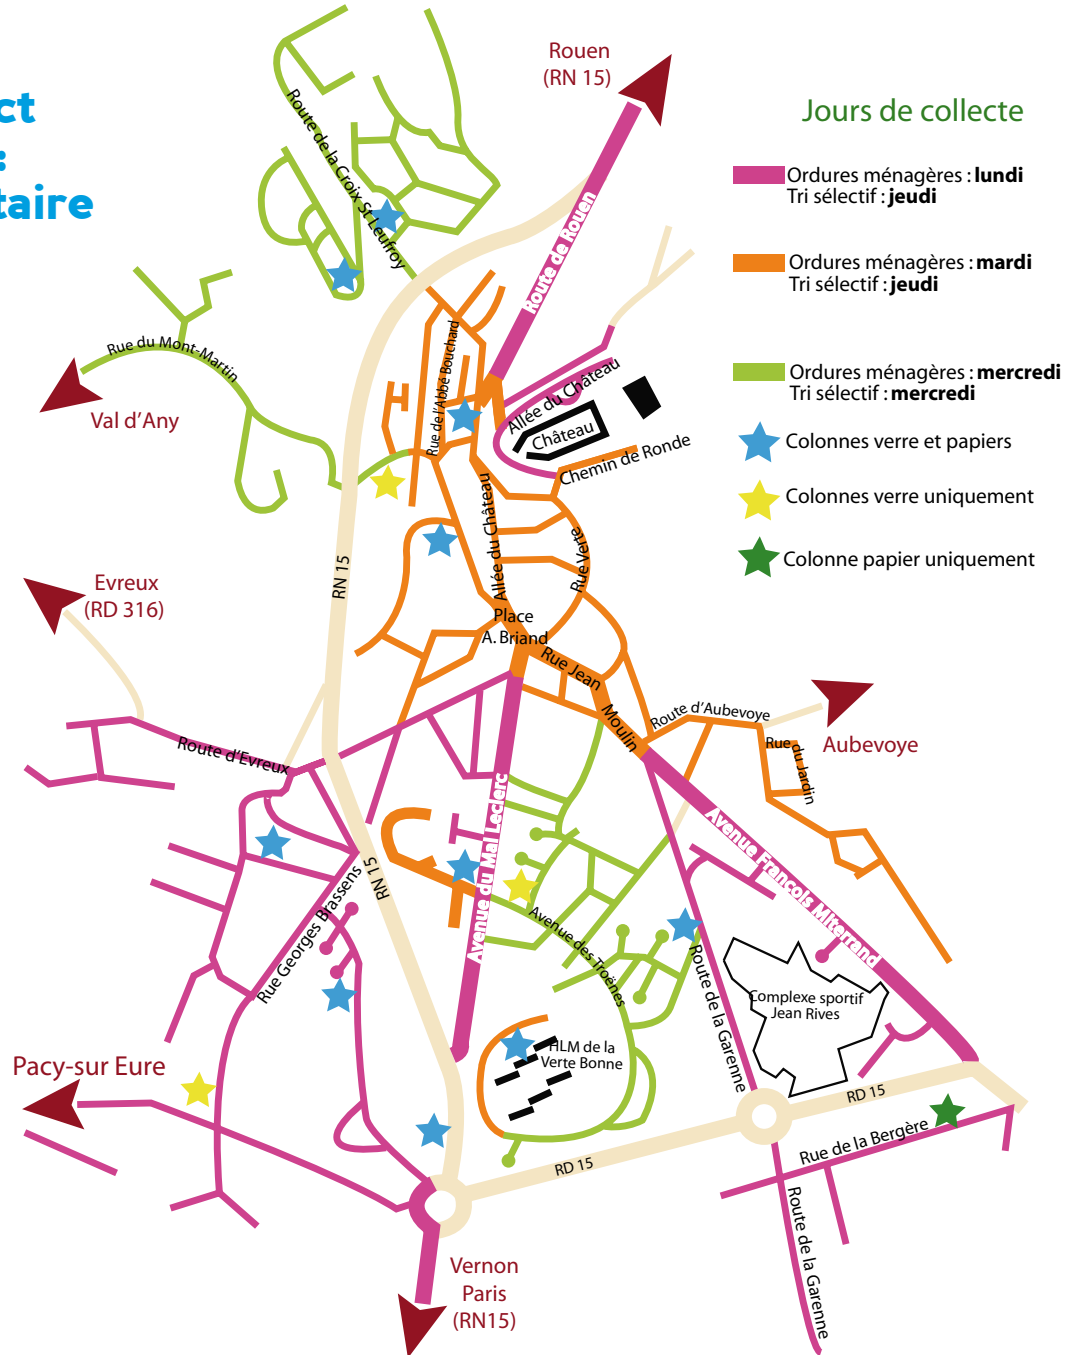 ct
:
taire
Rouen
(RN 15)
Jours de collecte
Ordures ménagères : lundi
Tri sélectif : jeudi
Ordures ménagères : mardi
Tri sélectif : jeudi
Ordures ménagères : mercredi
Tri sélectif : mercredi
Colonnes verre et papiers
Colonnes verre uniquement
Colonne papier uniquement
Route de la Croix St Leufroy
Route de Rouen
Rue du Mont-Martin
Val d'Any
Rue de l'Abbé Bouchard
Allée du Château
Château
Chemin de Ronde
Allée du Château
Rue Verte
RN 15
Evreux
(RD 316)
Place
A. Briand
Rue Jean
Moulin
Route d'Aubevoye
Aubevoye
Rue du Jardin
Route d'Evreux
Avenue du Mal Leclerc
Avenue François Miterrand
RN 15
Rue Georges Brassens
Avenue des Troënes
Route de la Garenne
Complexe sportif
Jean Rives
HLM de la
Verte Bonne
Pacy-sur Eure
RD 15
Rue de la Bergère
RD 15
Route de la Garenne
Vernon
Paris
(RN15)